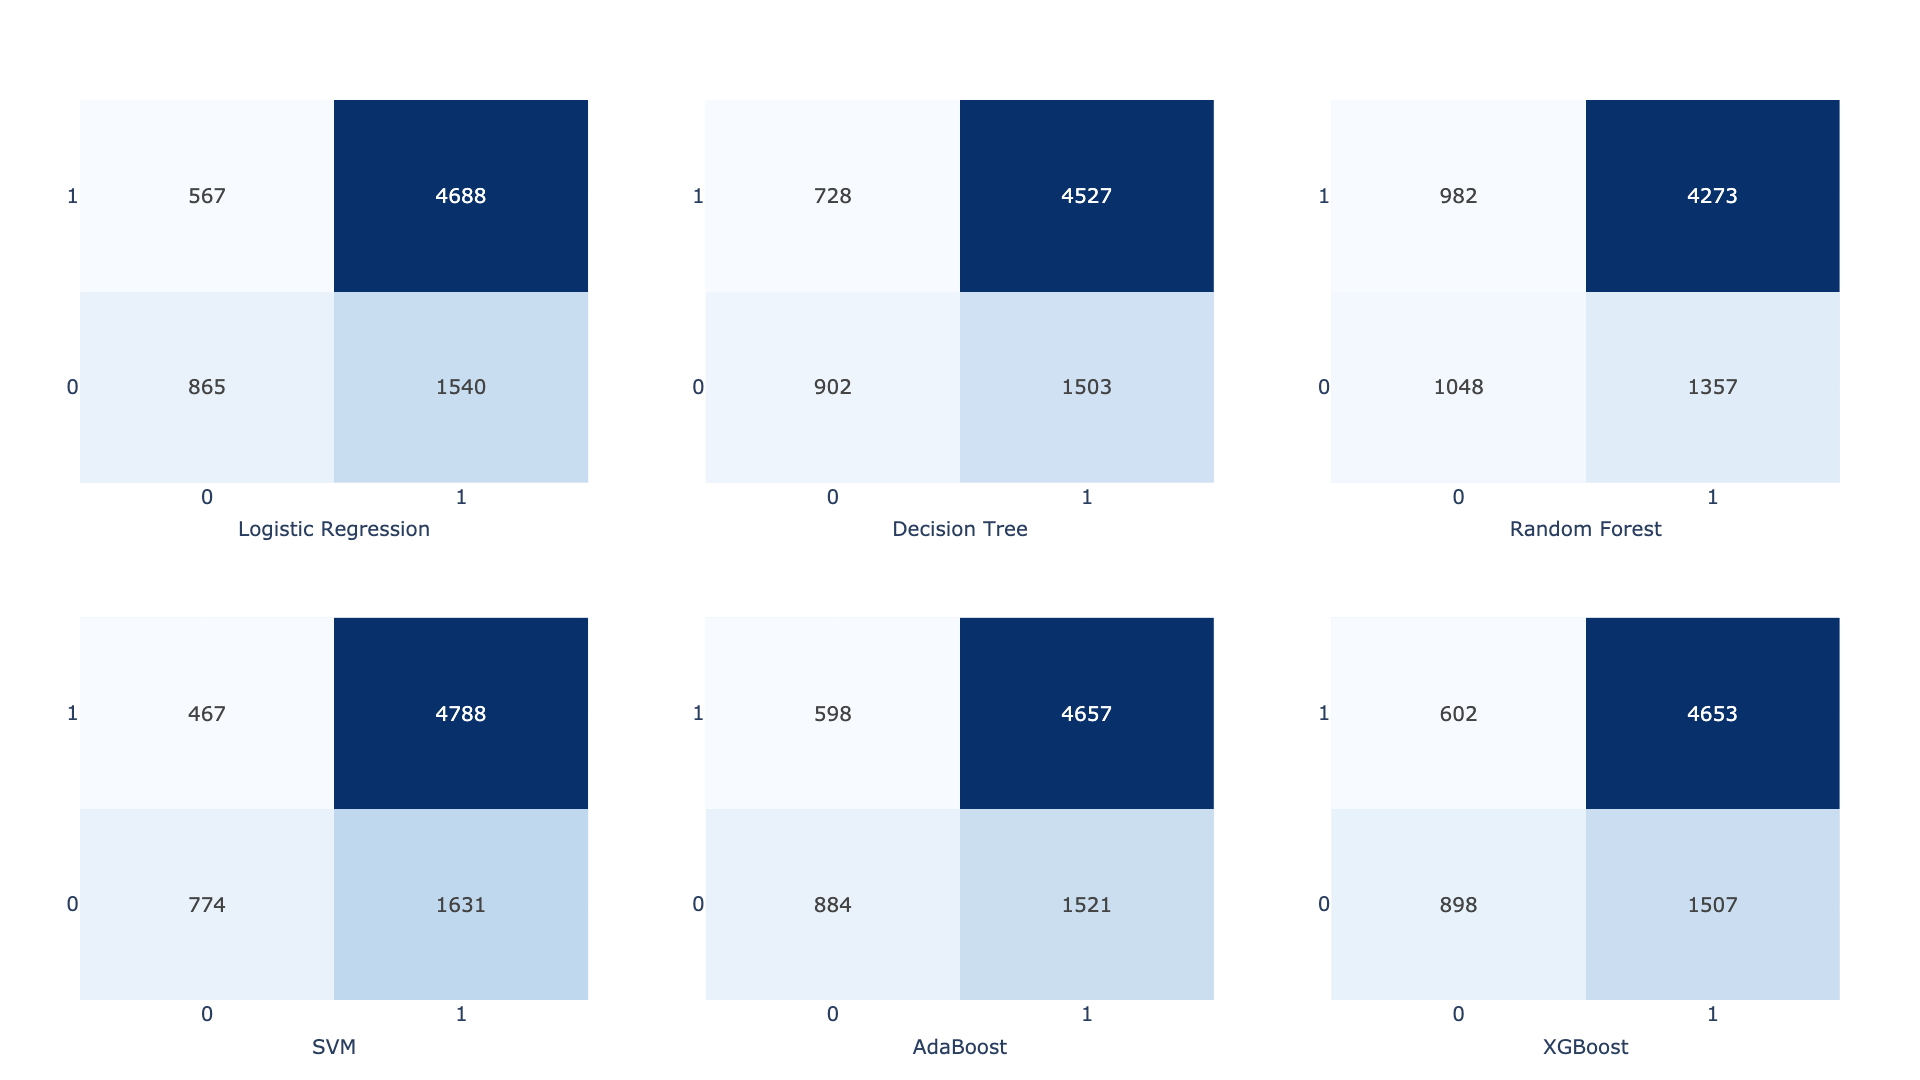 1 567 4688 1 728 4527 1 982 4273
0 865 1540 0 902 1503 0 1048 1357
0 1 0 1 0 1
Logistic Regression Decision Tree Random Forest
1 467 4788 1 598 4657 1 602 4653
0 774 1631 0 884 1521 0 898 1507
0 1 0 1 0 1
SVM AdaBoost XGBoost